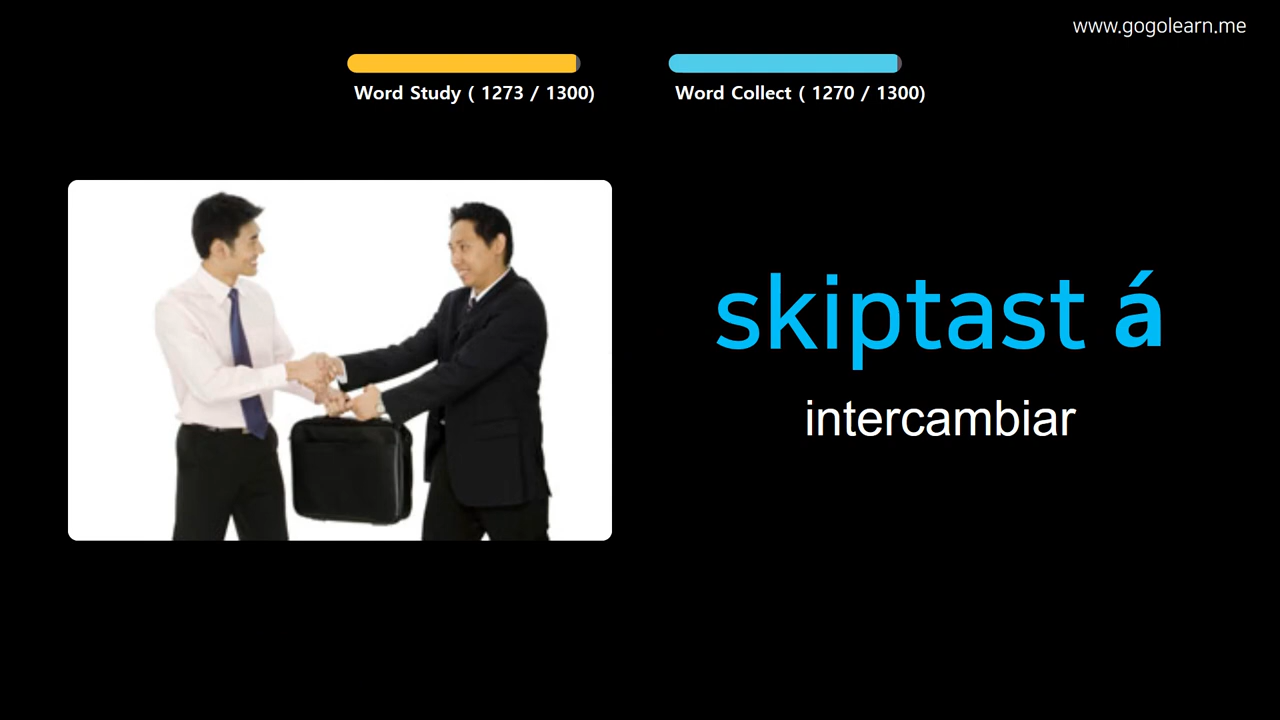 www.gogolearn.me
Word Study ( 1273 / 1300)
Word Collect ( 1270 / 1300)
skiptast á
intercambiar